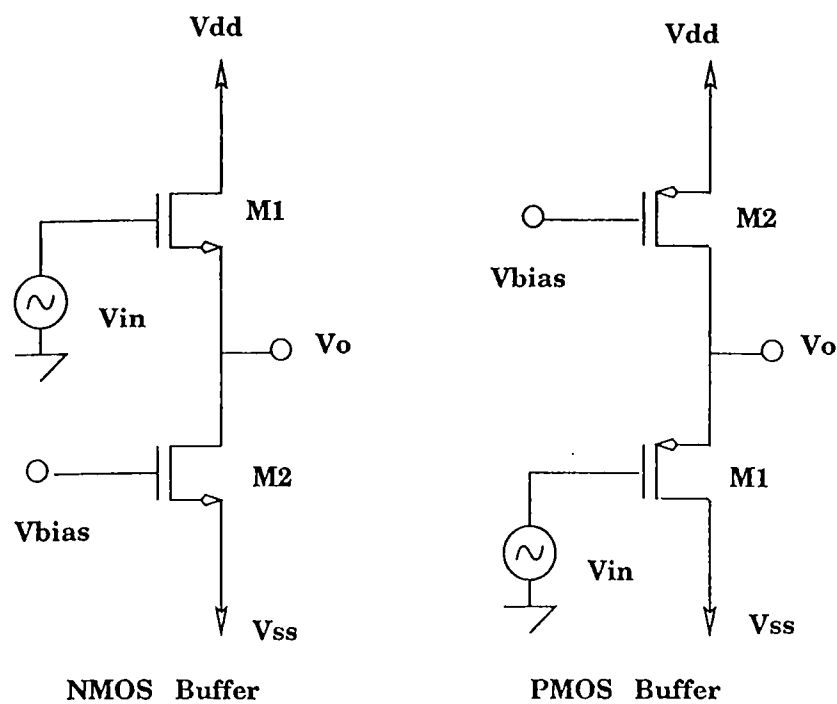 Vdd
M1
Vin
Vo
M2
Vbias
Vss
NMOS Buffer
Vdd
M2
Vbias
Vo
M1
Vin
Vss
PMOS Buffer